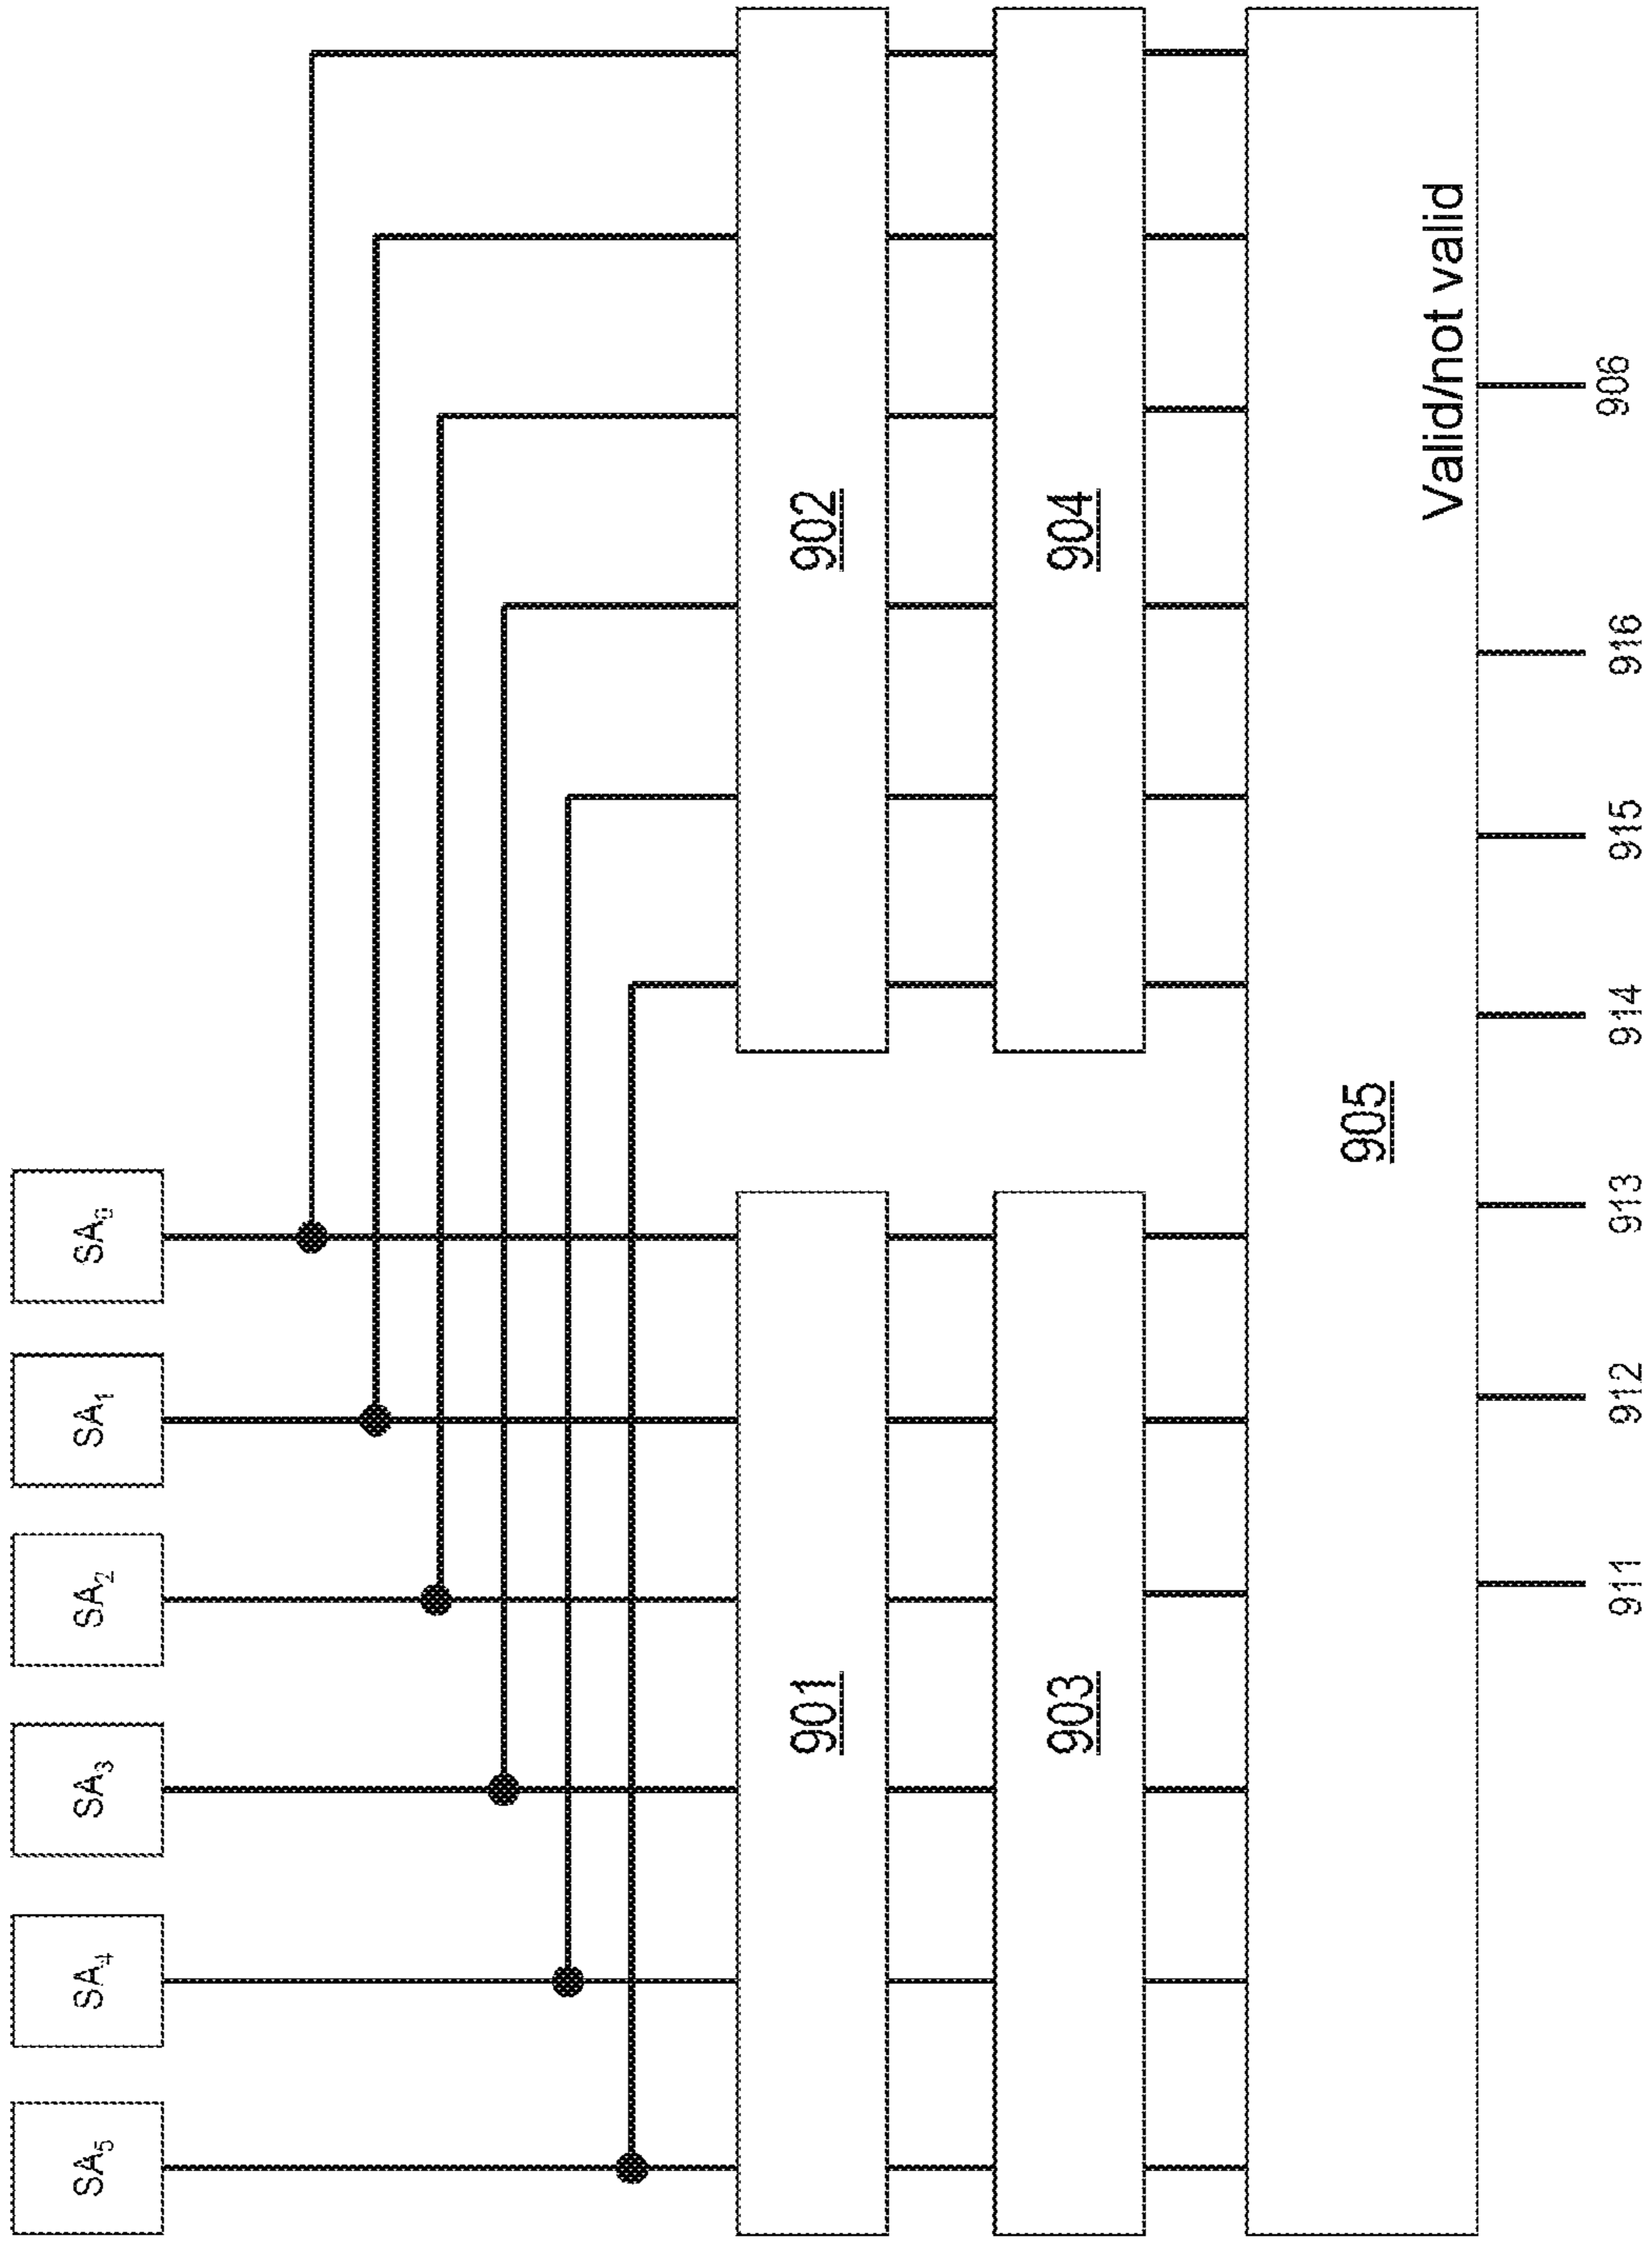 SA₅
SA₄
SA₃
SA₂
SA₁
SA₀
901
902
903
904
905
Valid/not valid
911
912
913
914
915
916
906